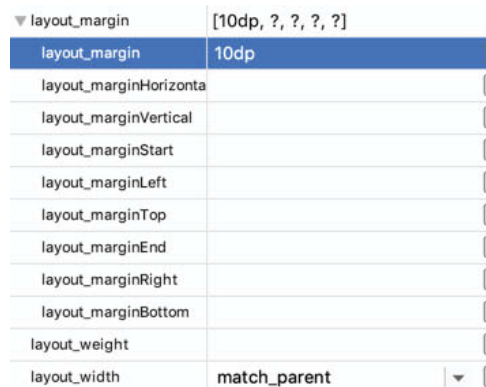 layout_margin [10dp, ?, ?, ?, ?]
layout_margin 10dp
layout_marginHorizonta
layout_marginVertical
layout_marginStart
layout_marginLeft
layout_marginTop
layout_marginEnd
layout_marginRight
layout_marginBottom
layout_weight
layout_width match_parent